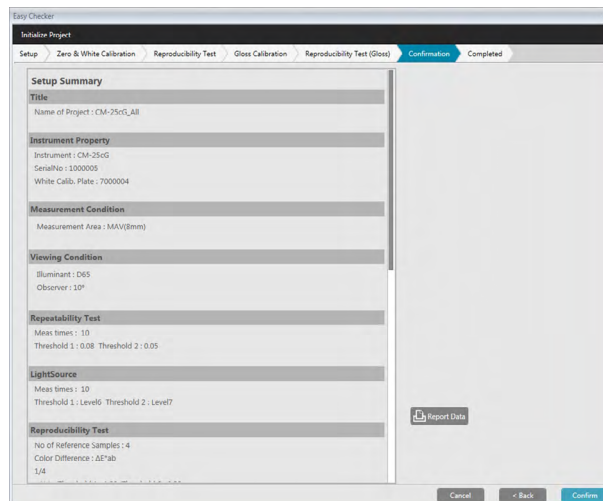 Easy Checker
Initialize Project
Setup Zero & White Calibration Reproducibility Test Gloss Calibration Reproducibility Test (Gloss) Confirmation Completed
Setup Summary
Title
Name of Project : CM-25cG_All
Instrument Property
Instrument : CM-25cG
SerialNo : 1000005
White Calib. Plate : 7000004
Measurement Condition
Measurement Area : MAV(8mm)
Viewing Condition
Illuminant : D65
Observer : 10°
Repeatability Test
Meas times : 10
Threshold 1 : 0.08 Threshold 2 : 0.05
LightSource
Meas times : 10
Threshold 1 : Level6 Threshold 2 : Level7
Reproducibility Test
No of Reference Samples : 4
Color Difference : ΔE*ab
1/4
Report Data
Cancel < Back Confirm